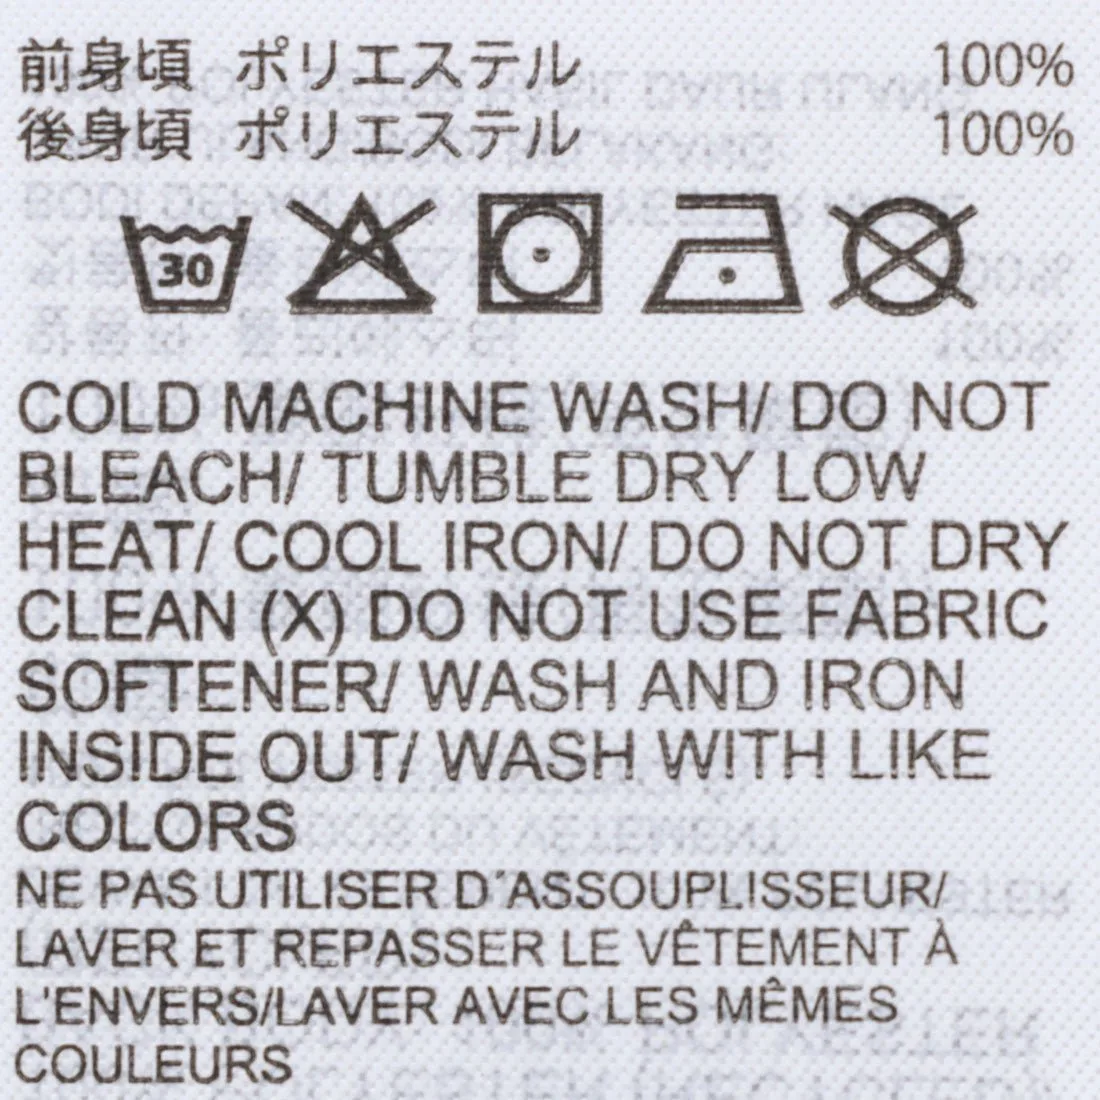 前身頃 ポリエステル 100%
後身頃 ポリエステル 100%
30
COLD MACHINE WASH/ DO NOT
BLEACH/ TUMBLE DRY LOW
HEAT/ COOL IRON/ DO NOT DRY
CLEAN (X) DO NOT USE FABRIC
SOFTENER/ WASH AND IRON
INSIDE OUT/ WASH WITH LIKE
COLORS
NE PAS UTILISER D´ASSOUPLISSEUR/
LAVER ET REPASSER LE VÊTEMENT À
L'ENVERS/LAVER AVEC LES MÊMES
COULEURS